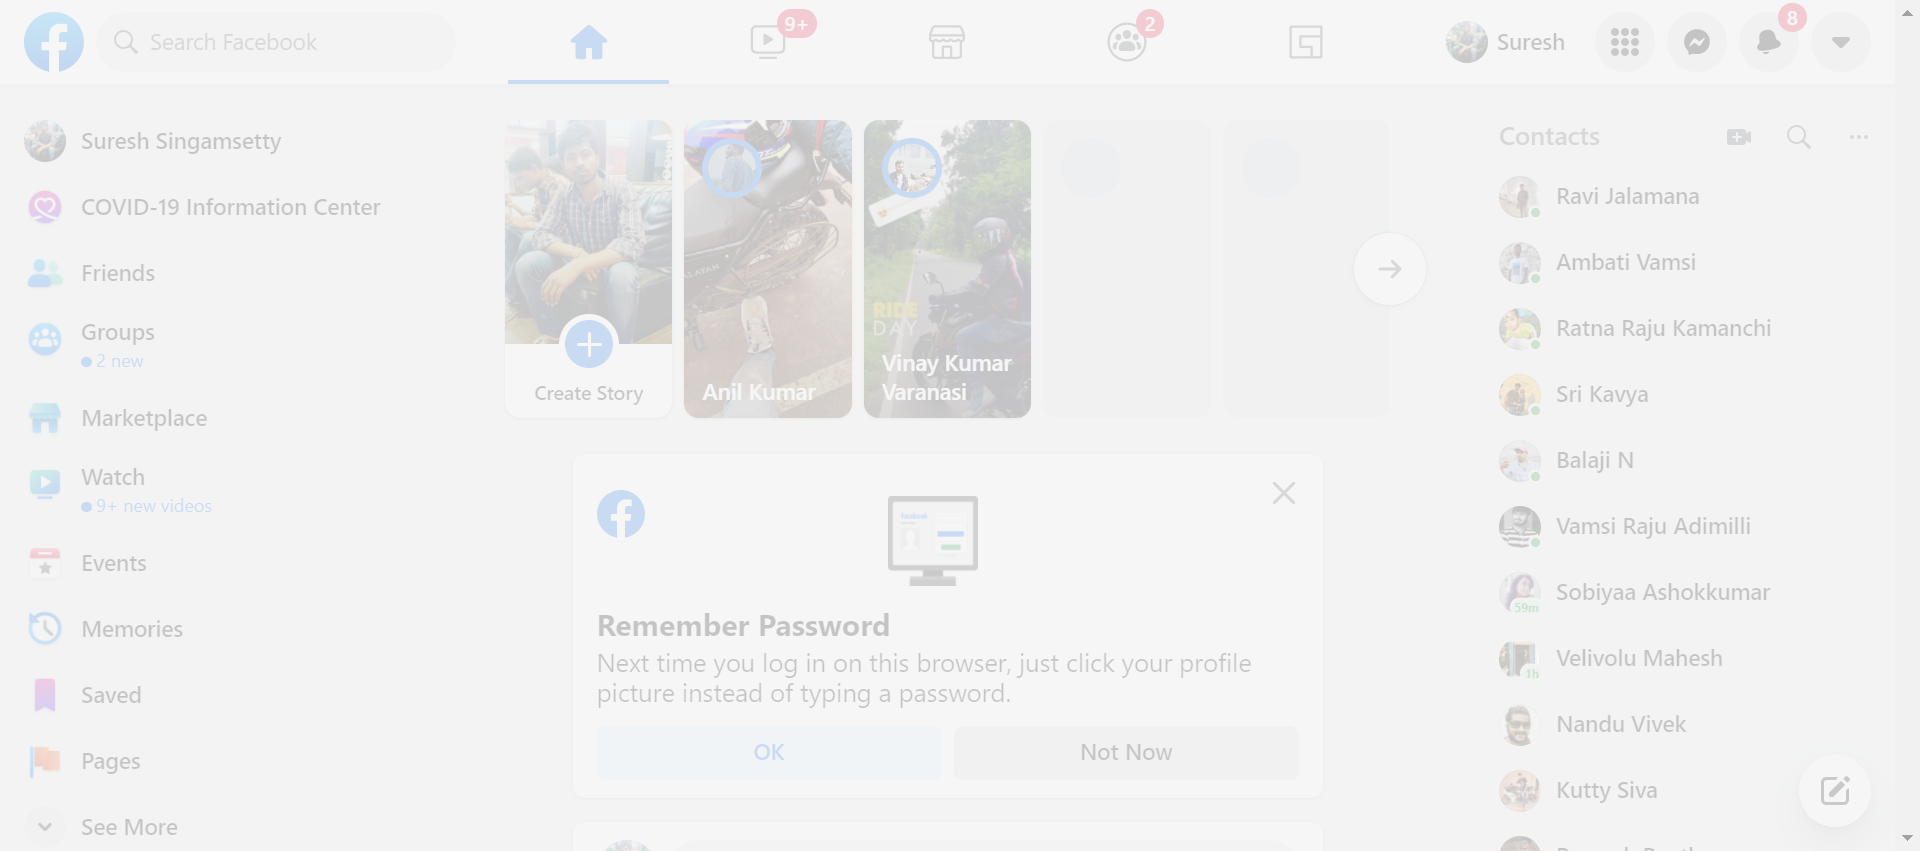 Search Facebook
9+
2
Suresh
8
Suresh Singamsetty
COVID-19 Information Center
Friends
Groups
2 new
Marketplace
Watch
9+ new videos
Events
Memories
Saved
Pages
See More
Create Story
Anil Kumar
RIDE
DAY
Vinay Kumar
Varanasi
facebook
Remember Password
Next time you log in on this browser, just click your profile
picture instead of typing a password.
OK
Not Now
Contacts
Ravi Jalamana
Ambati Vamsi
Ratna Raju Kamanchi
Sri Kavya
Balaji N
Vamsi Raju Adimilli
Sobiyaa Ashokkumar
59m
Velivolu Mahesh
1h
Nandu Vivek
Kutty Siva